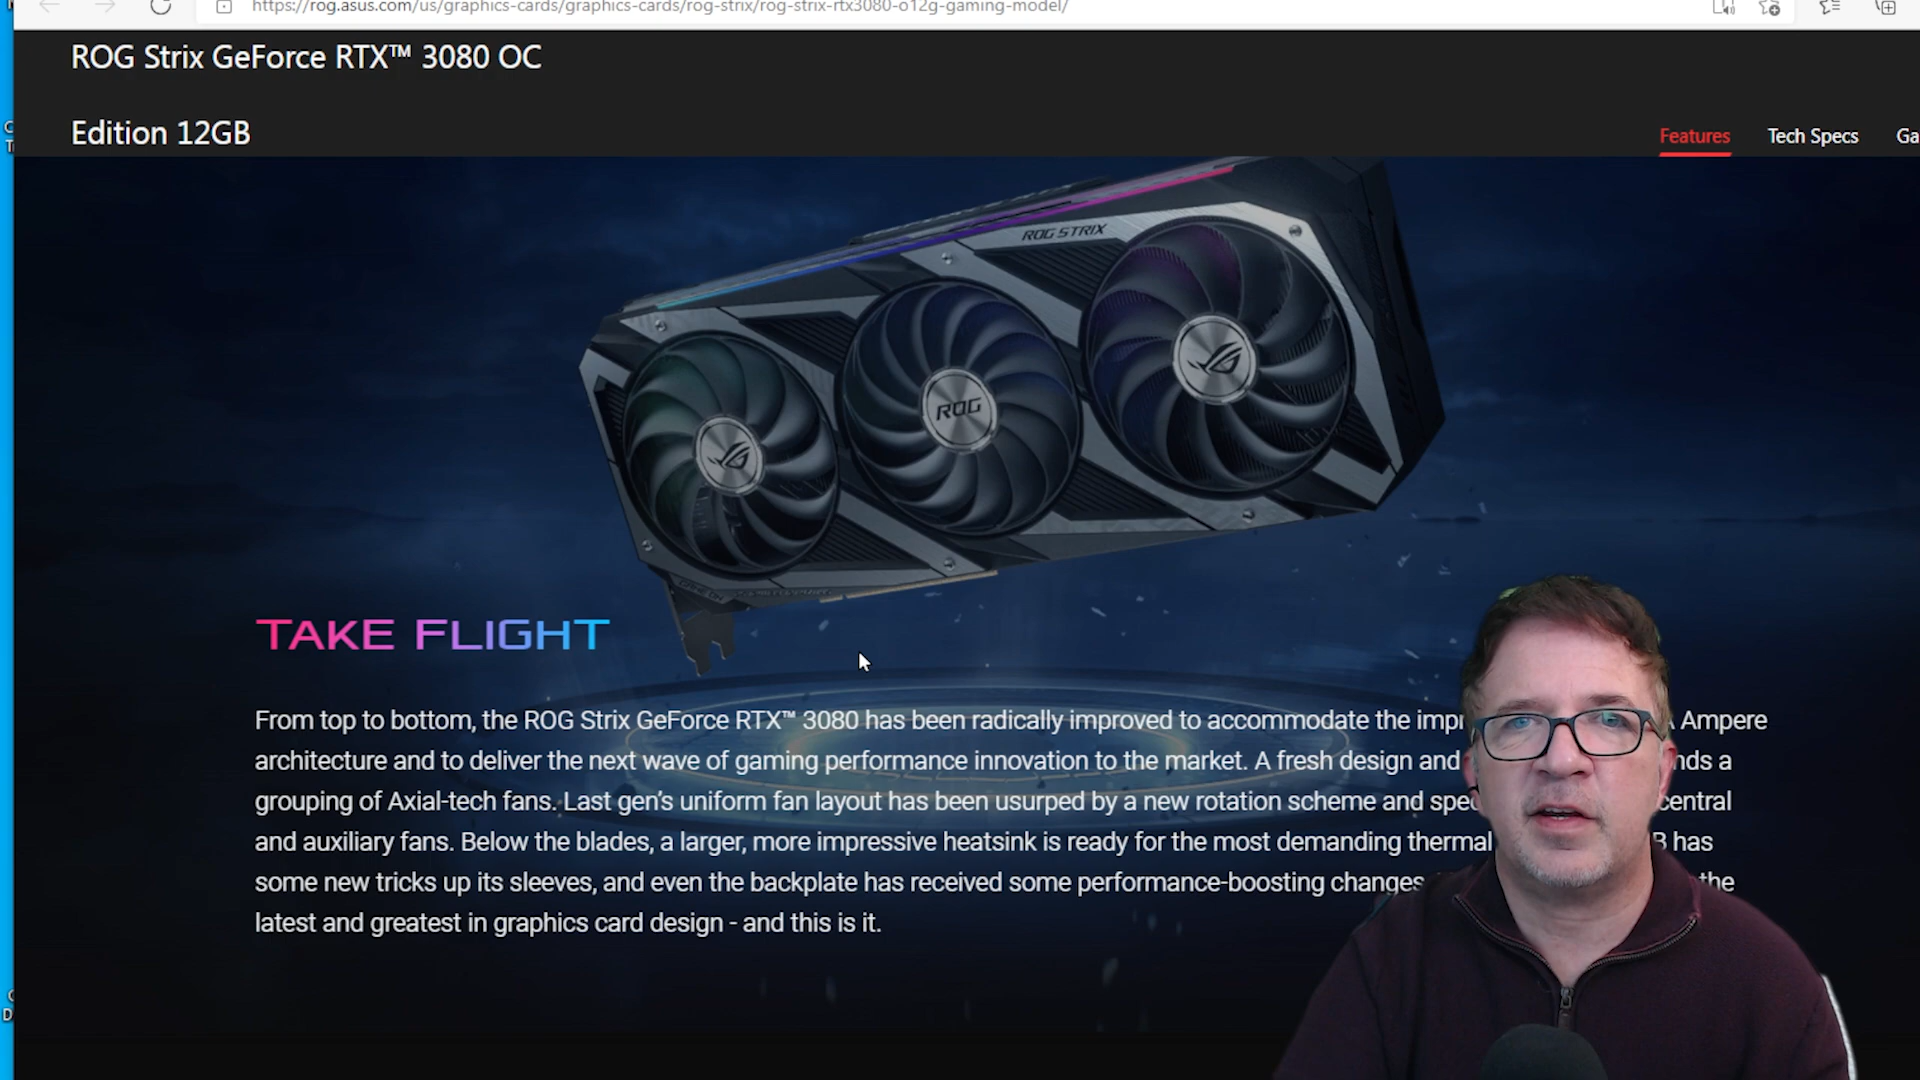 https://rog.asus.com/us/graphics-cards/graphics-cards/rog-strix/rog-strix-rtx3080-o12g-gaming-model/
ROG Strix GeForce RTX™ 3080 OC
Edition 12GB
Features
Tech Specs
Ga
ROG STRIX
ROG
TAKE FLIGHT
From top to bottom, the ROG Strix GeForce RTX™ 3080 has been radically improved to accommodate the impr Ampere
architecture and to deliver the next wave of gaming performance innovation to the market. A fresh design and nds a
grouping of Axial-tech fans. Last gen's uniform fan layout has been usurped by a new rotation scheme and spec central
and auxiliary fans. Below the blades, a larger, more impressive heatsink is ready for the most demanding thermal B has
some new tricks up its sleeves, and even the backplate has received some performance-boosting changes the
latest and greatest in graphics card design - and this is it.